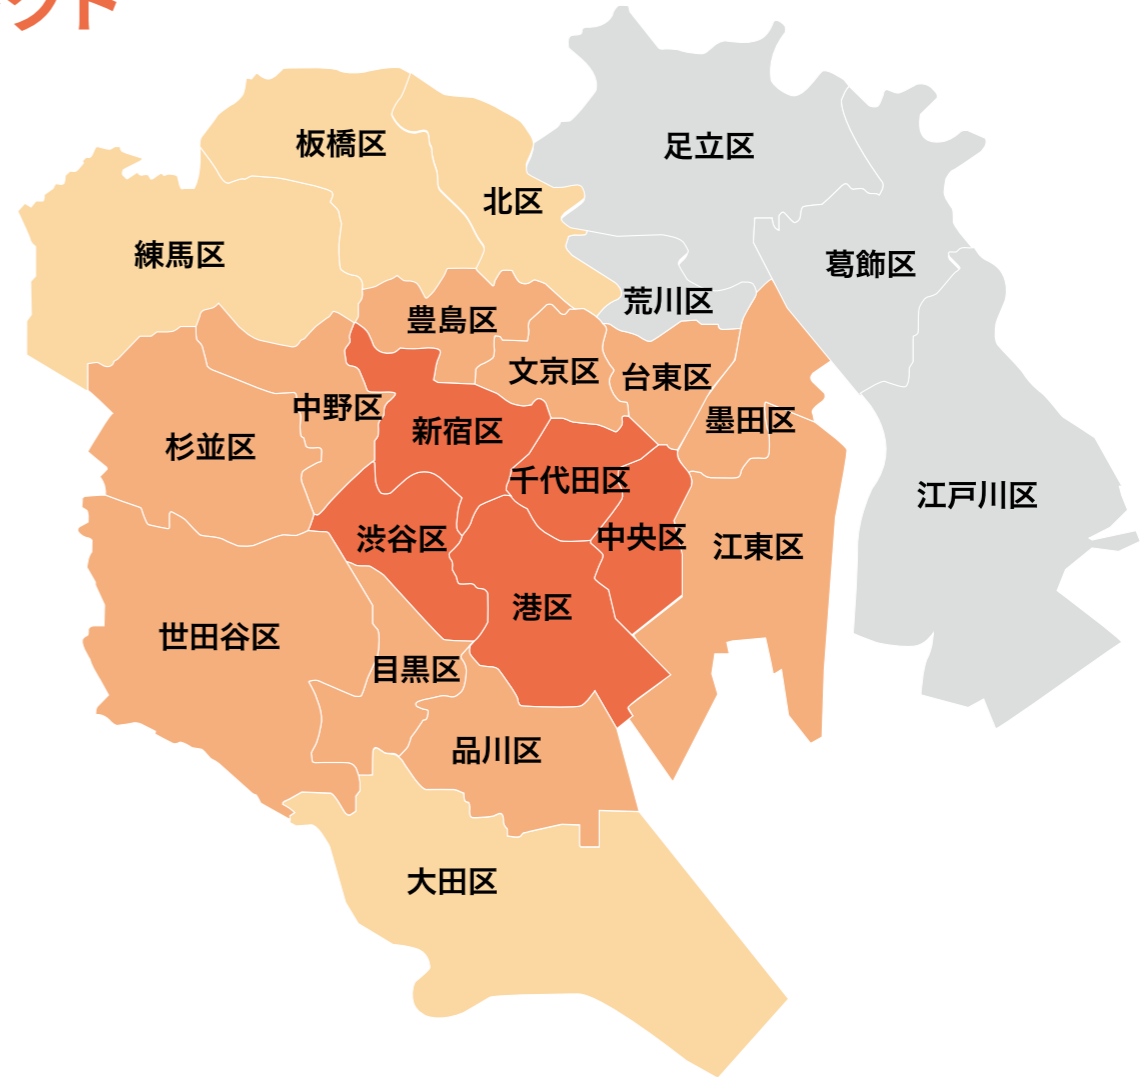 ット
板橋区
足立区
北区
練馬区
葛飾区
荒川区
豊島区
文京区
台東区
中野区
墨田区
新宿区
杉並区
千代田区
江戸川区
渋谷区
中央区
江東区
港区
世田谷区
目黒区
品川区
大田区